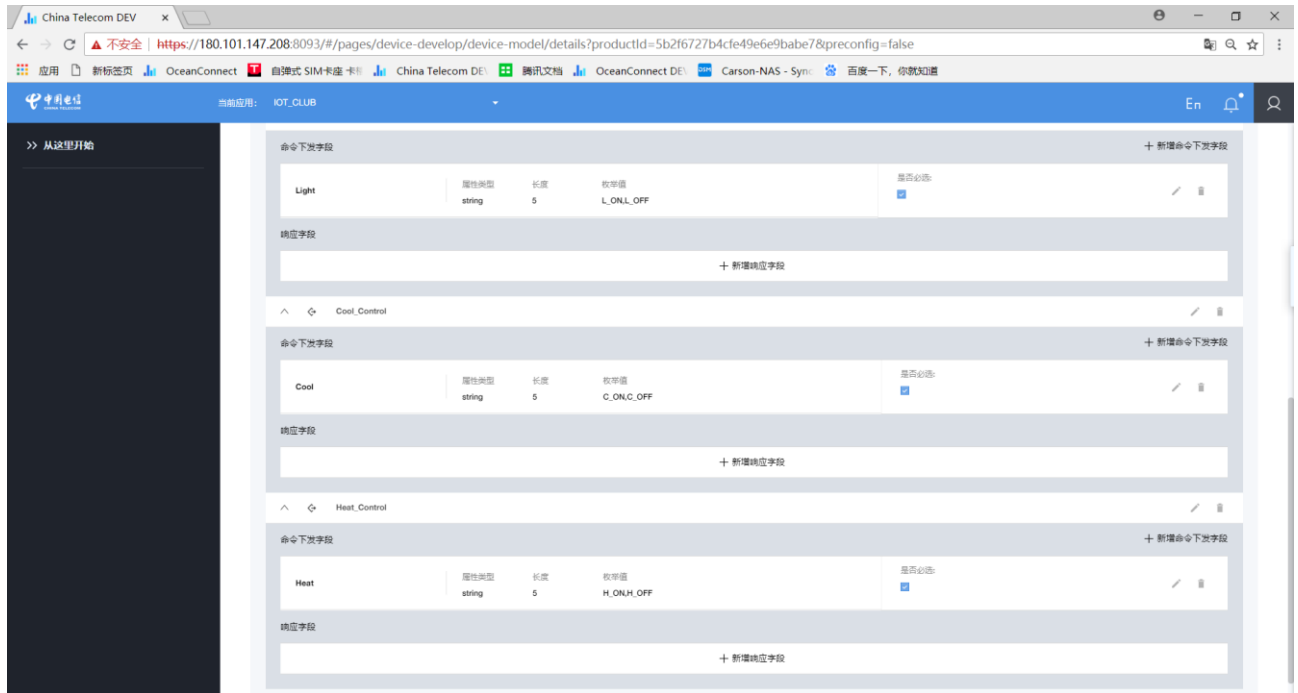 China Telecom DEV
不安全 | https://180.101.147.208:8093/#/pages/device-develop/device-model/details?productId=5b2f6727b4cfe49e6e9babe7&preconfig=false
应用 新标签页 OceanConnect 自弹式 SIM卡座 China Telecom DE 腾讯文档 OceanConnect DE Carson-NAS - Sync 百度一下，你就知道
中国电信 当前应用: IOT_CLUB En
CHINA TELECOM
>> 从这里开始
命令下发字段 + 新增命令下发字段
属性类型 长度 枚举值 是否必选:
Light string 5 L_ON,L_OFF
响应字段
+ 新增响应字段
Cool_Control
命令下发字段 + 新增命令下发字段
属性类型 长度 枚举值 是否必选:
Cool string 5 C_ON,C_OFF
响应字段
+ 新增响应字段
Heat_Control
命令下发字段 + 新增命令下发字段
属性类型 长度 枚举值 是否必选:
Heat string 5 H_ON,H_OFF
响应字段
+ 新增响应字段